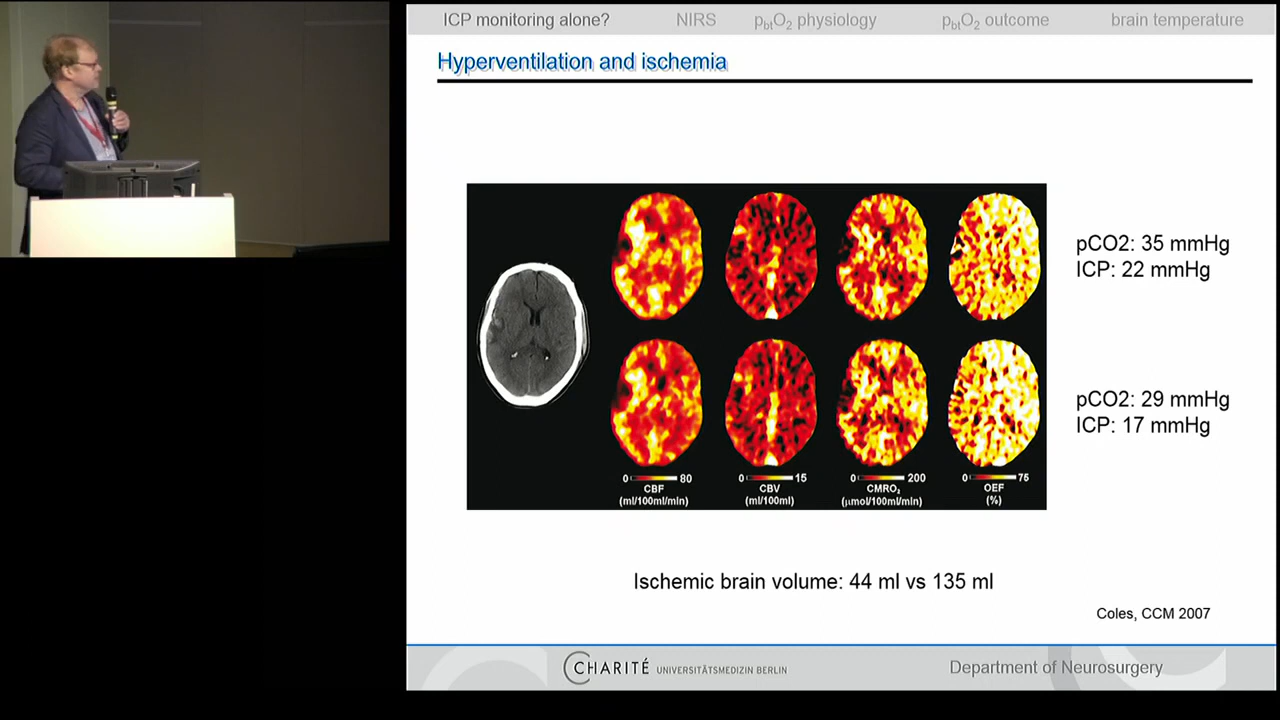 ICP monitoring alone? NIRS pbtO2 physiology pbtO2 outcome brain temperature
Hyperventilation and ischemia
pCO2: 35 mmHg
ICP: 22 mmHg
pCO2: 29 mmHg
ICP: 17 mmHg
0 80 0 15 0 200 0 75
CBF CBV CMRO₂ OEF
(ml/100ml/min) (ml/100ml) (μmol/100ml/min) (%)
Ischemic brain volume: 44 ml vs 135 ml
Coles, CCM 2007
CHARITÉ UNIVERSITÄTSMEDIZIN BERLIN Department of Neurosurgery